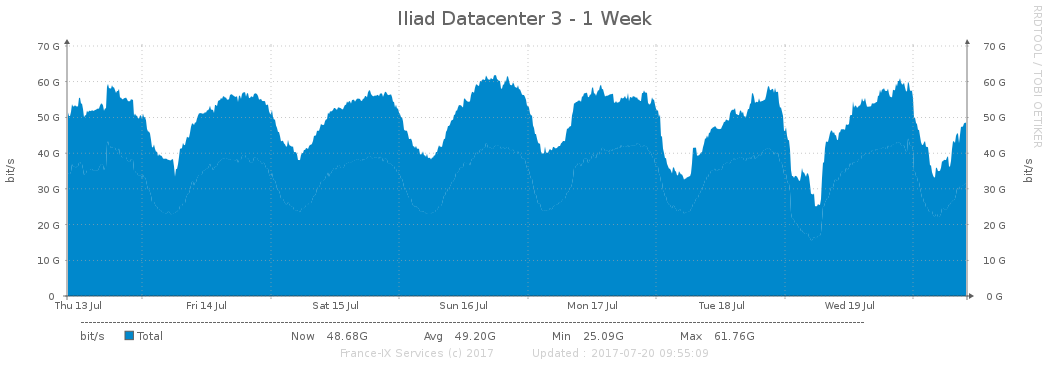 Iliad Datacenter 3 - 1 Week
RRDTOOL / TOBI OETIKER
70 G 70 G
60 G 60 G
50 G 50 G
40 G 40 G
30 G 30 G
20 G 20 G
10 G 10 G
0 0 G
bit/s bit/s
Thu 13 Jul Fri 14 Jul Sat 15 Jul Sun 16 Jul Mon 17 Jul Tue 18 Jul Wed 19 Jul
bit/s Total Now 48.68G Avg 49.20G Min 25.09G Max 61.76G
France-IX Services (c) 2017 Updated : 2017-07-20 09:55:09